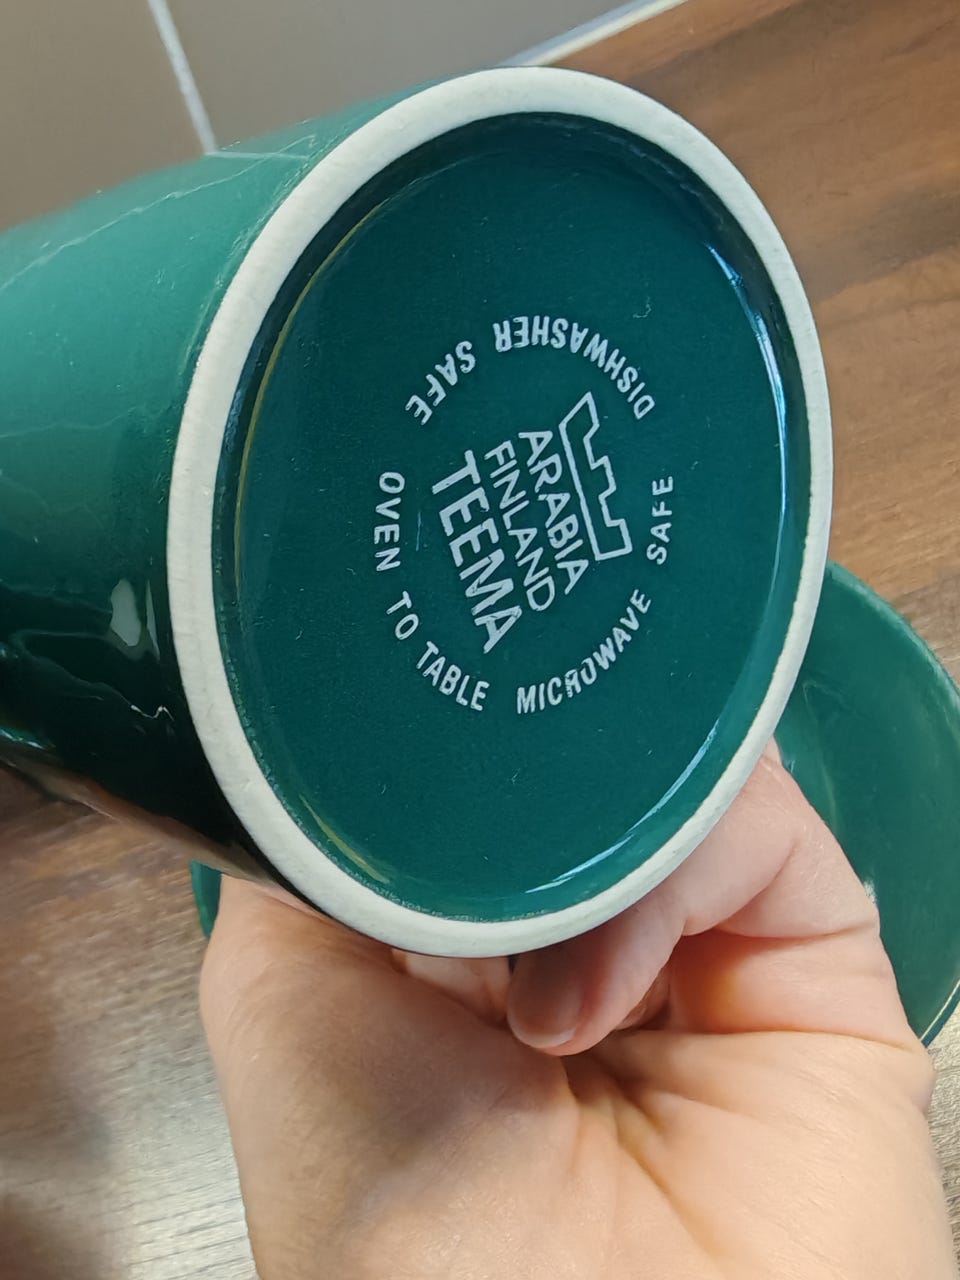 ARABIA
FINLAND
TEEMA
DISHWASHER SAFE
OVEN TO TABLE
MICROWAVE SAFE